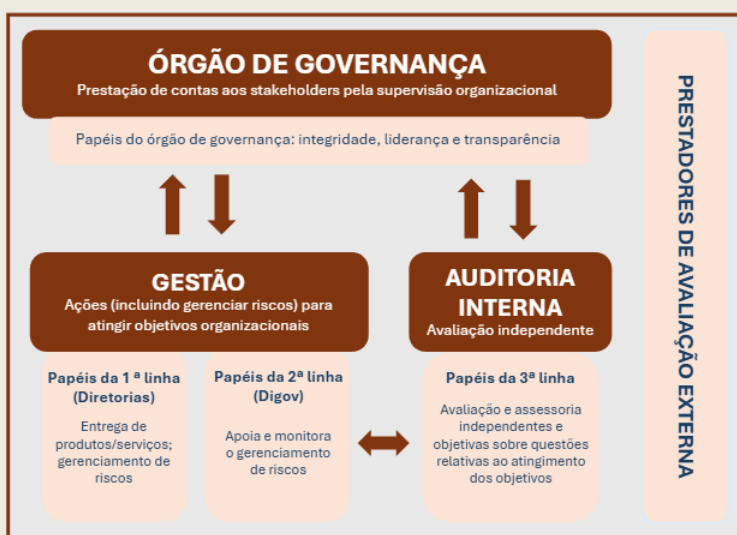 ÓRGÃO DE GOVERNANÇA
Prestação de contas aos stakeholders pela supervisão organizacional
Papéis do órgão de governança: integridade, liderança e transparência
GESTÃO
Ações (incluindo gerenciar riscos) para
atingir objetivos organizacionais
Papéis da 1 ª linha
(Diretorias)
Entrega de
produtos/serviços;
gerenciamento de
riscos
Papéis da 2ª linha
(Digov)
Apoia e monitora
o gerenciamento
de riscos
AUDITORIA
INTERNA
Avaliação independente
Papéis da 3ª linha
Avaliação e assessoria
independentes e
objetivas sobre questões
relativas ao atingimento
dos objetivos
PRESTADORES DE AVALIAÇÃO EXTERNA